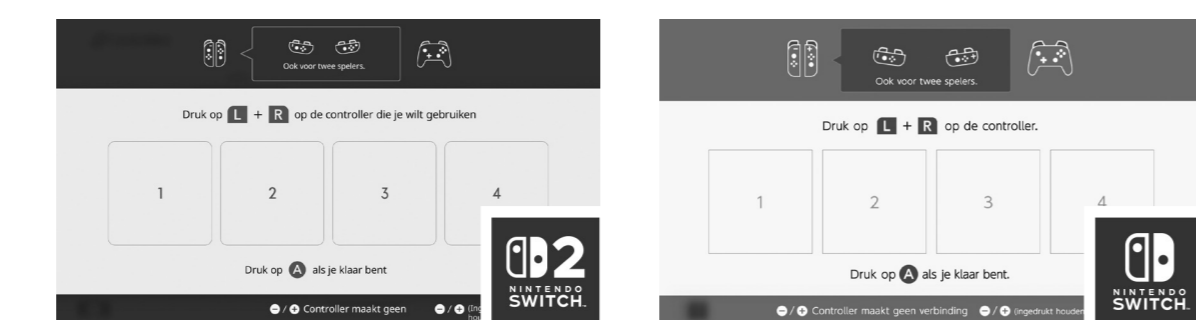 Ook voor twee spelers.
Druk op L + R op de controller die je wilt gebruiken
1 2 3 4
Druk op A als je klaar bent
/ Controller maakt geen / (Ing
hou
2
NINTENDO
SWITCH
Ook voor twee spelers.
Druk op L + R op de controller.
1 2 3 4
Druk op A als je klaar bent.
/ Controller maakt geen verbinding / (ingedrukt houden
NINTENDO
SWITCH